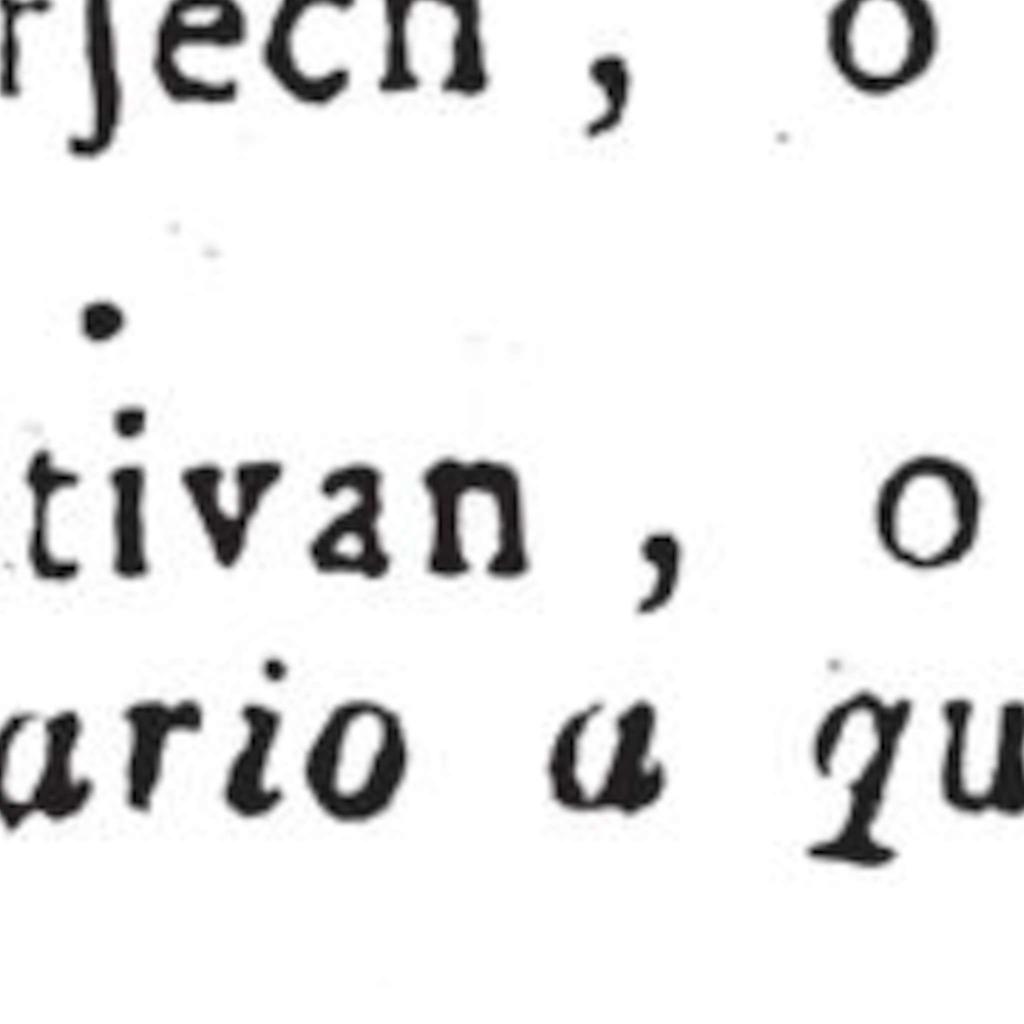 rjech, o
.
tivan, o
ario a qu